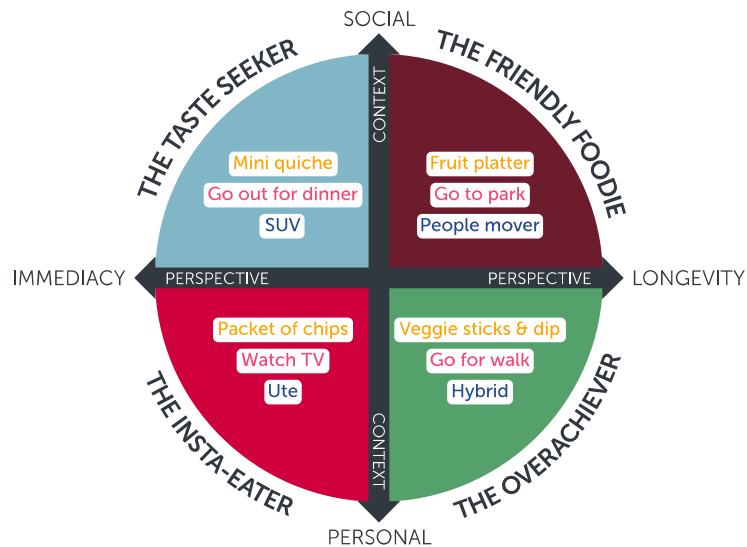 SOCIAL
THE TASTE SEEKER
THE FRIENDLY FOODIE
CONTEXT
Mini quiche
Go out for dinner
SUV
Fruit platter
Go to park
People mover
IMMEDIACY
PERSPECTIVE
PERSPECTIVE
LONGEVITY
Packet of chips
Watch TV
Ute
Veggie sticks & dip
Go for walk
Hybrid
CONTEXT
THE INSTA-EATER
THE OVERACHIEVER
PERSONAL